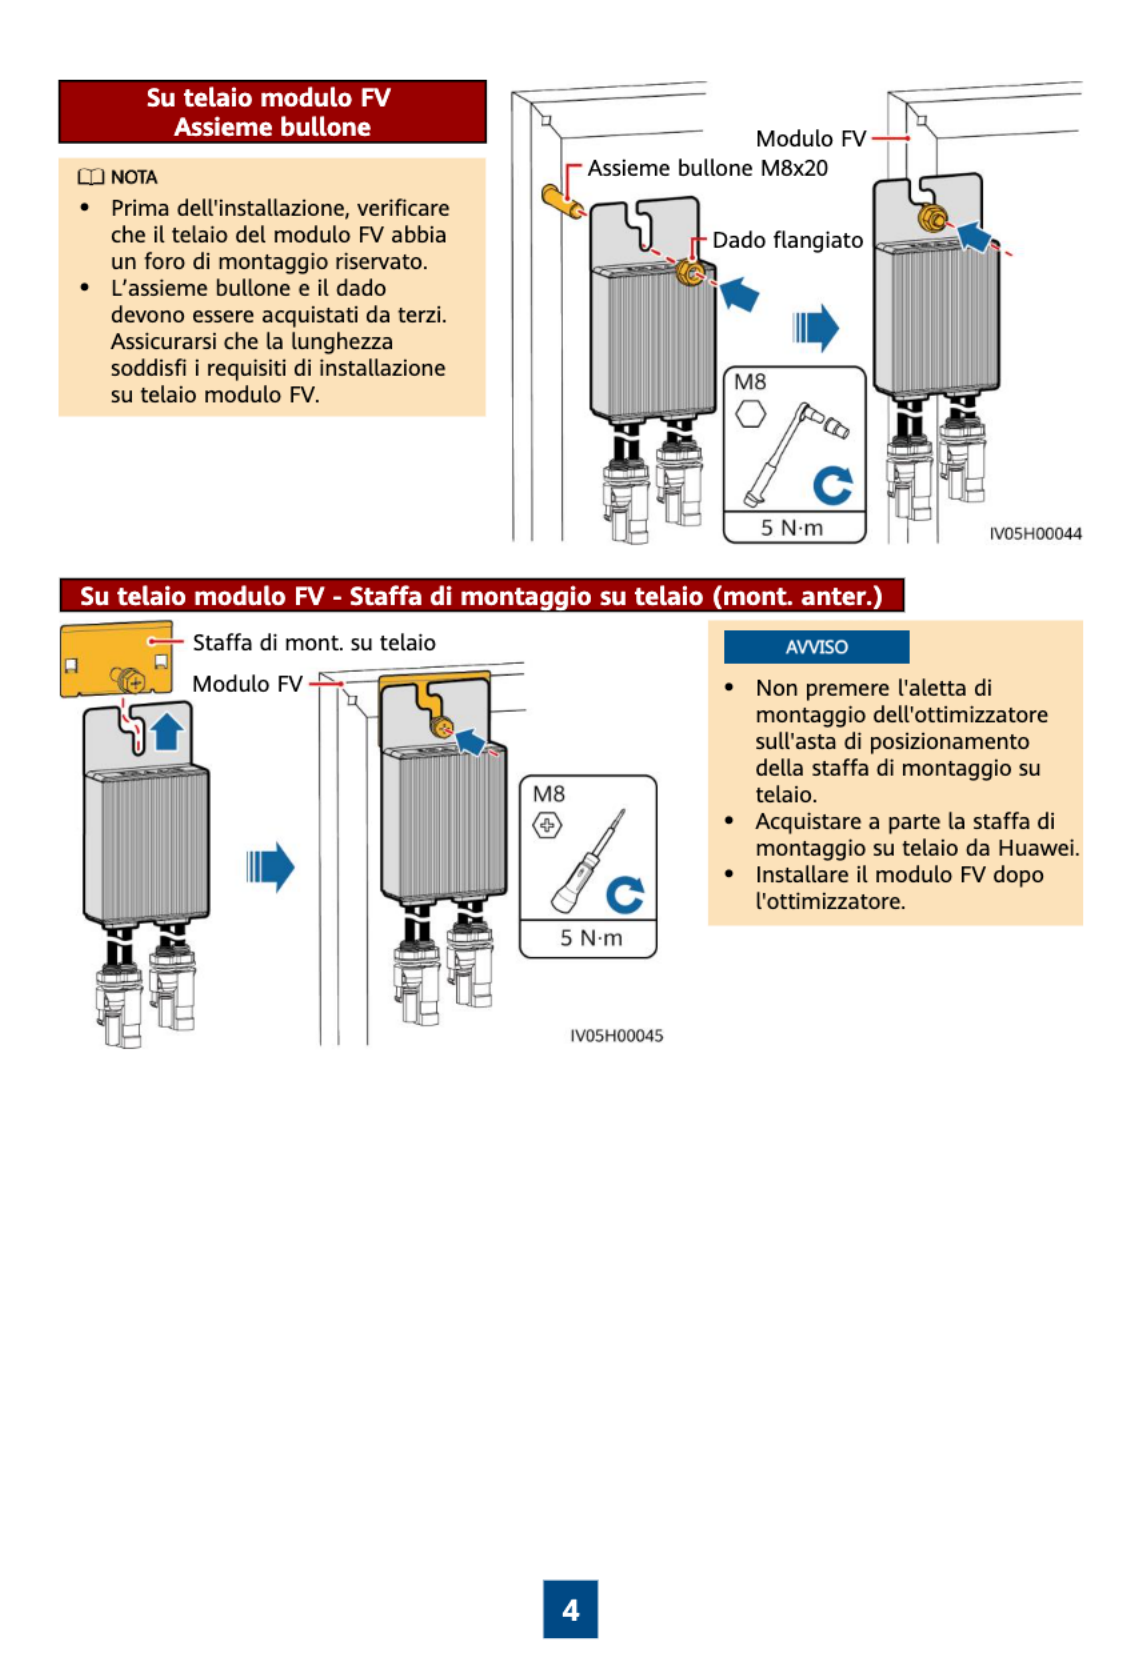 Su telaio modulo FV
Assieme bullone
NOTA
• Prima dell'installazione, verificare
che il telaio del modulo FV abbia
un foro di montaggio riservato.
• L’assieme bullone e il dado
devono essere acquistati da terzi.
Assicurarsi che la lunghezza
soddisfi i requisiti di installazione
su telaio modulo FV.
Modulo FV
Assieme bullone M8x20
Dado flangiato
M8
5 N·m
IV05H00044
Su telaio modulo FV - Staffa di montaggio su telaio (mont. anter.)
Staffa di mont. su telaio
Modulo FV
M8
5 N·m
IV05H00045
AVVISO
• Non premere l'aletta di
montaggio dell'ottimizzatore
sull'asta di posizionamento
della staffa di montaggio su
telaio.
• Acquistare a parte la staffa di
montaggio su telaio da Huawei.
• Installare il modulo FV dopo
l'ottimizzatore.
4